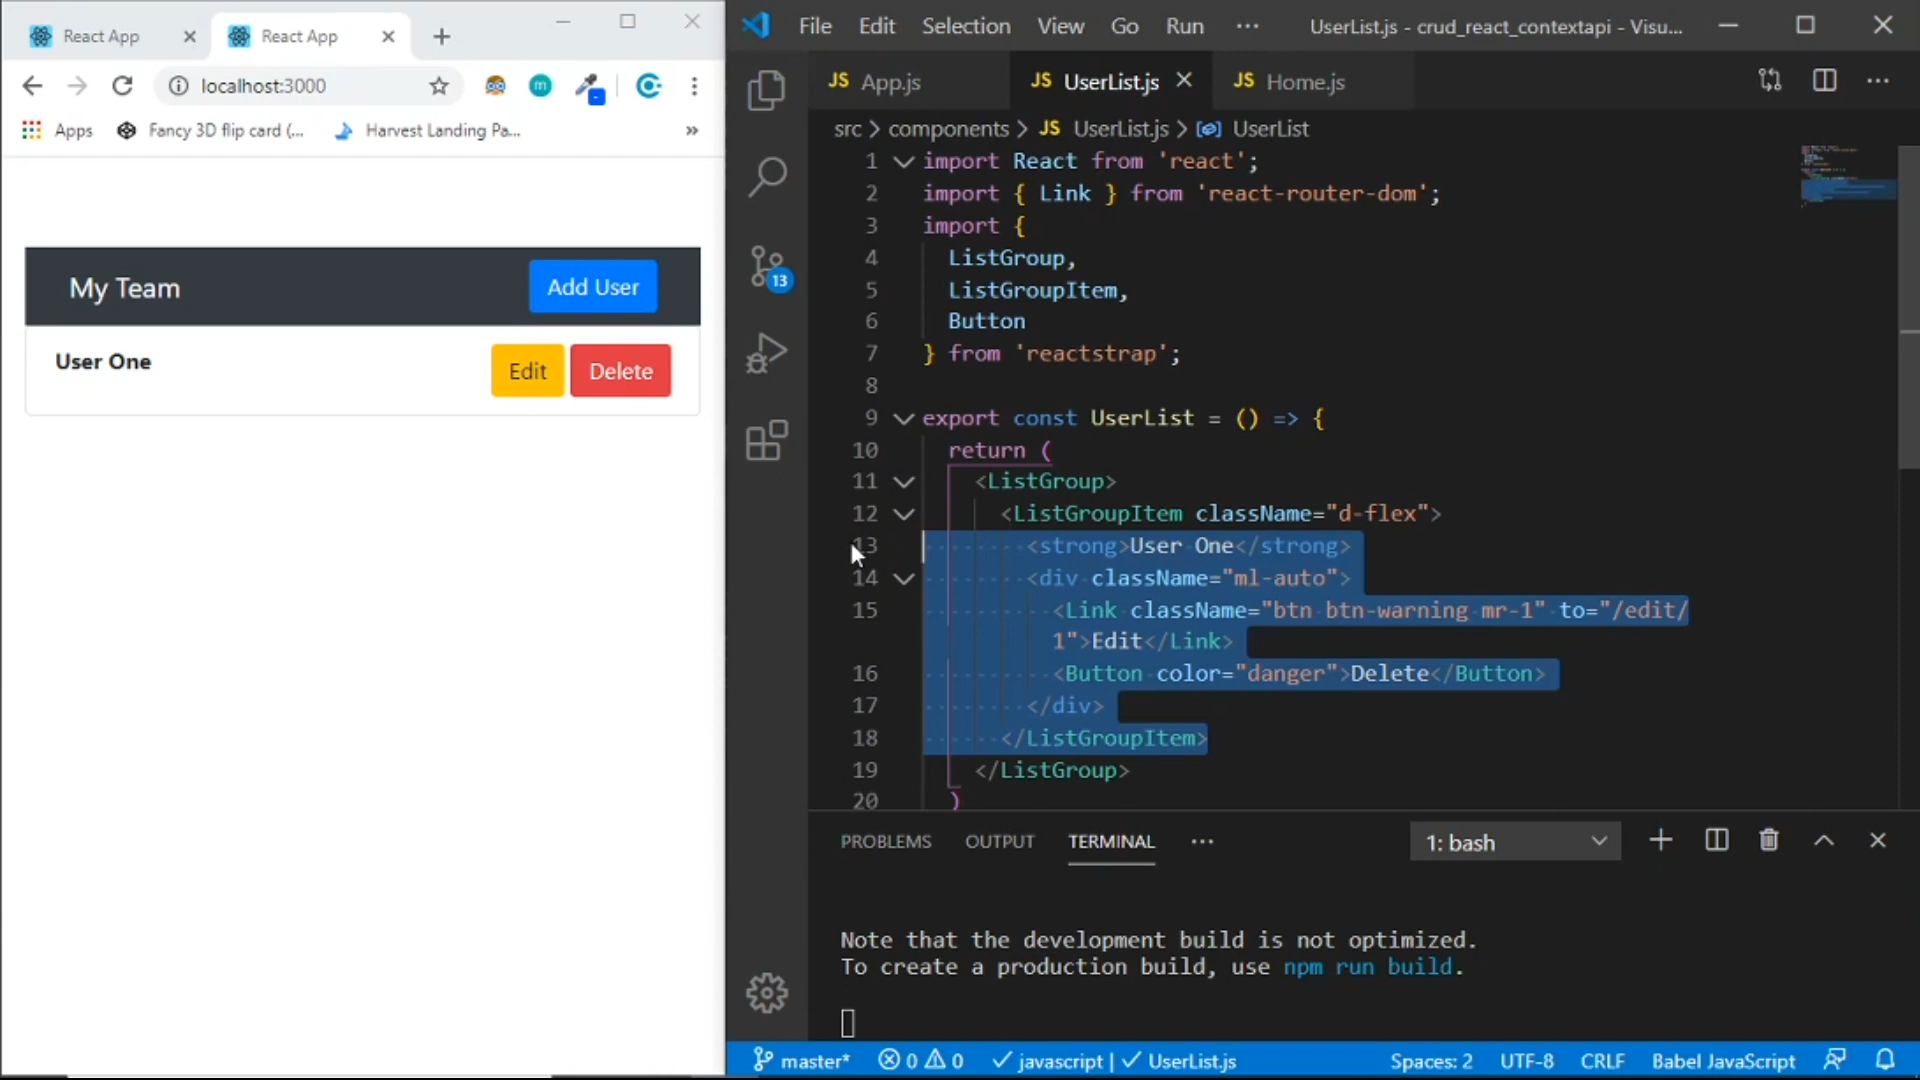 React App
React App
localhost:3000
Apps
Fancy 3D flip card (...
Harvest Landing Pa...
»
My Team
Add User
User One
Edit
Delete
File Edit Selection View Go Run ···
UserList.js - crud_react_contextapi - Visu...
JS App.js
JS UserList.js
JS Home.js
src > components > JS UserList.js > UserList
1 import React from 'react';
2 import { Link } from 'react-router-dom';
3 import {
4 ListGroup,
5 ListGroupItem,
6 Button
7 } from 'reactstrap';
8
9 export const UserList = () => {
10 return (
11 <ListGroup>
12 <ListGroupItem className="d-flex">
13 <strong>User One</strong>
14 <div className="ml-auto">
15 <Link className="btn btn-warning mr-1" to="/edit/
1">Edit</Link>
16 <Button color="danger">Delete</Button>
17 </div>
18 </ListGroupItem>
19 </ListGroup>
20 )
13
PROBLEMS OUTPUT TERMINAL ···
1: bash
Note that the development build is not optimized.
To create a production build, use npm run build.
master* 0 0 javascript | UserList.js
Spaces: 2 UTF-8 CRLF Babel JavaScript